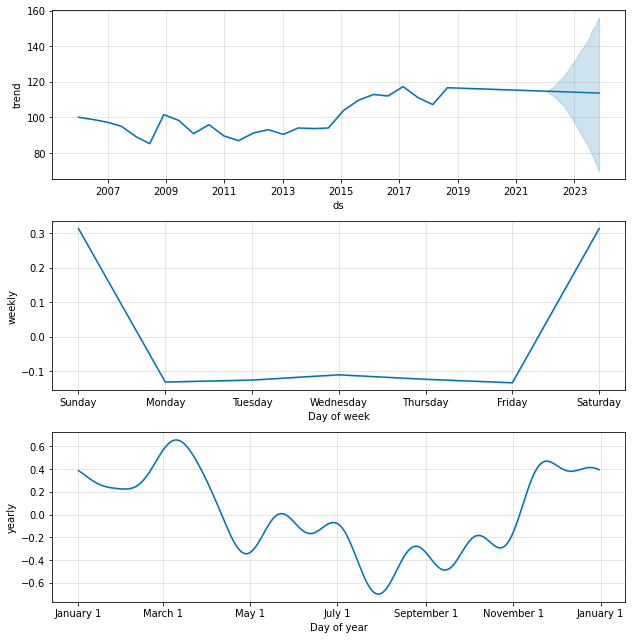 160
140
120
100
80
trend
2007 2009 2011 2013 2015 2017 2019 2021 2023
ds
0.3
0.2
0.1
0.0
−0.1
weekly
Sunday Monday Tuesday Wednesday Thursday Friday Saturday
Day of week
0.6
0.4
0.2
0.0
−0.2
−0.4
−0.6
yearly
January 1 March 1 May 1 July 1 September 1 November 1 January 1
Day of year